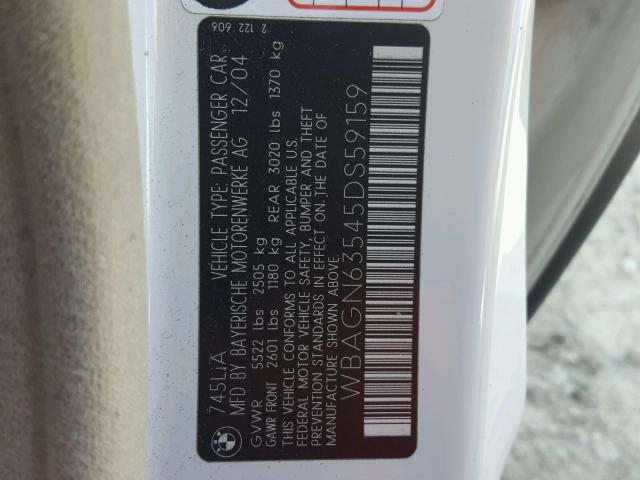 745LiA VEHICLE TYPE: PASSENGER CAR
MFD BY BAYERISCHE MOTORENWERKE AG 12/04
GVWR 5522 lbs 2505 kg
GAWR FRONT 2601 lbs 1180 kg REAR 3020 lbs 1370 kg
THIS VEHICLE CONFORMS TO ALL APPLICABLE U.S.
FEDERAL MOTOR VEHICLE SAFETY, BUMPER AND THEFT
PREVENTION STANDARDS IN EFFECT ON THE DATE OF
MANUFACTURE SHOWN ABOVE.
WBAGN63545DS59159
2 122 606